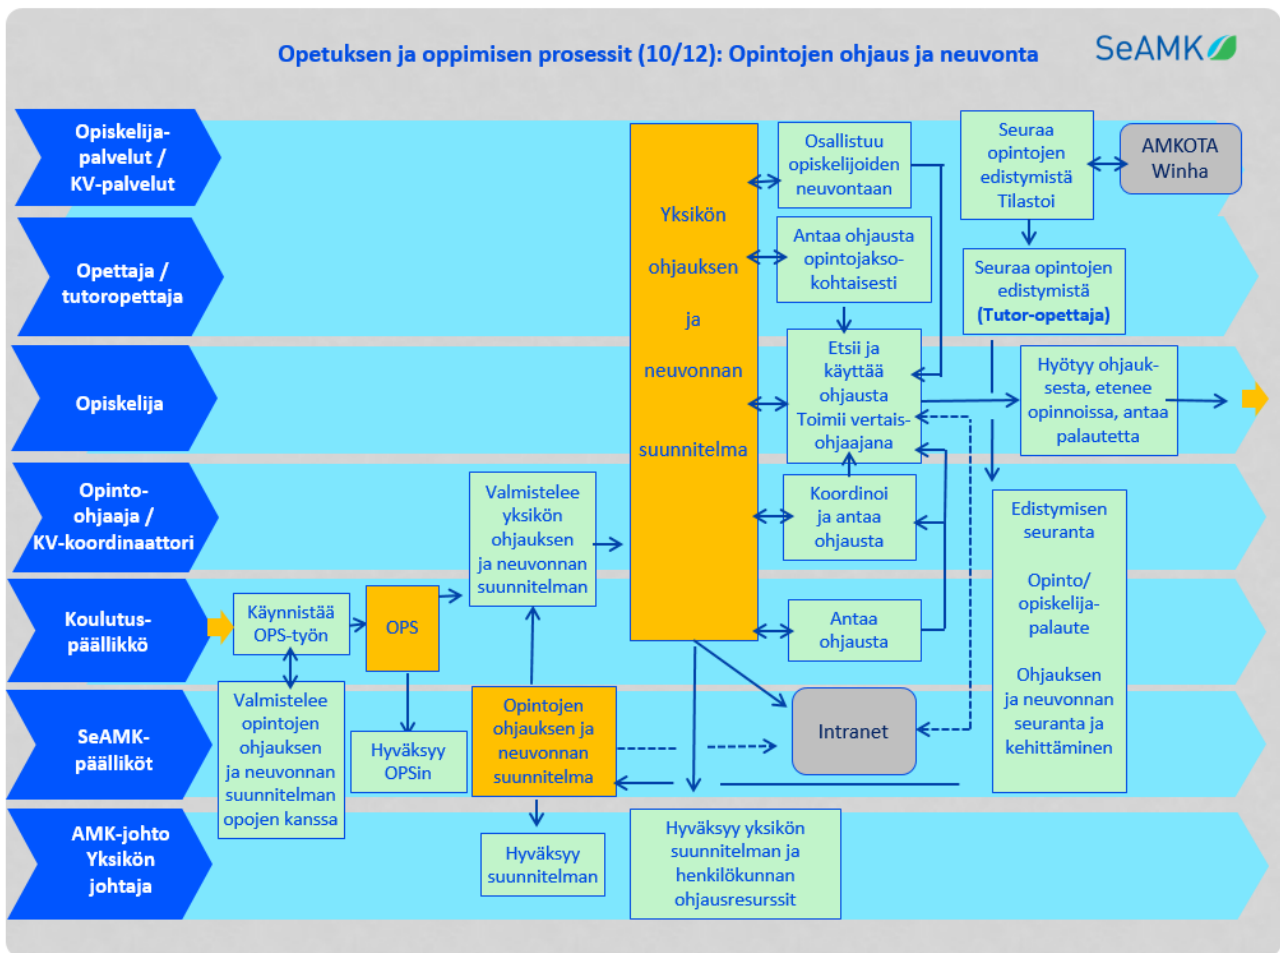 Opetuksen ja oppimisen prosessit (10/12): Opintojen ohjaus ja neuvonta
SeAMK
Opiskelija-
palvelut /
KV-palvelut
Osallistuu
opiskelijoiden
neuvontaan
Seuraa
opintojen
edistymistä
Tilastoi
AMKOTA
Winha
Yksikön
ohjauksen
ja
neuvonnan
suunnitelma
Opettaja /
tutoropettaja
Antaa ohjausta
opintojakso-
kohtaisesti
Seuraa opintojen
edistymistä
(Tutor-opettaja)
Opiskelija
Etsii ja
käyttää
ohjausta
Toimii vertais-
ohjaajana
Hyötyy ohjauk-
sesta, etenee
opinnoissa, antaa
palautetta
Opinto-
ohjaaja /
KV-koordinaattori
Valmistelee
yksikön
ohjauksen
ja neuvonnan
suunnitelman
Koordinoi
ja antaa
ohjausta
Edistymisen
seuranta
Opinto/
opiskelija-
palaute
Ohjauksen
ja neuvonnan
seuranta ja
kehittäminen
Koulutus-
päällikkö
Käynnistää
OPS-työn
OPS
Antaa
ohjausta
SeAMK-
päälliköt
Valmistelee
opintojen
ohjauksen
ja neuvonnan
suunnitelman
opojen kanssa
Hyväksyy
OPSin
Opintojen
ohjauksen ja
neuvonnan
suunnitelma
Intranet
AMK-johto
Yksikön
johtaja
Hyväksyy
suunnitelman
Hyväksyy yksikön
suunnitelman ja
henkilökunnan
ohjausresurssit